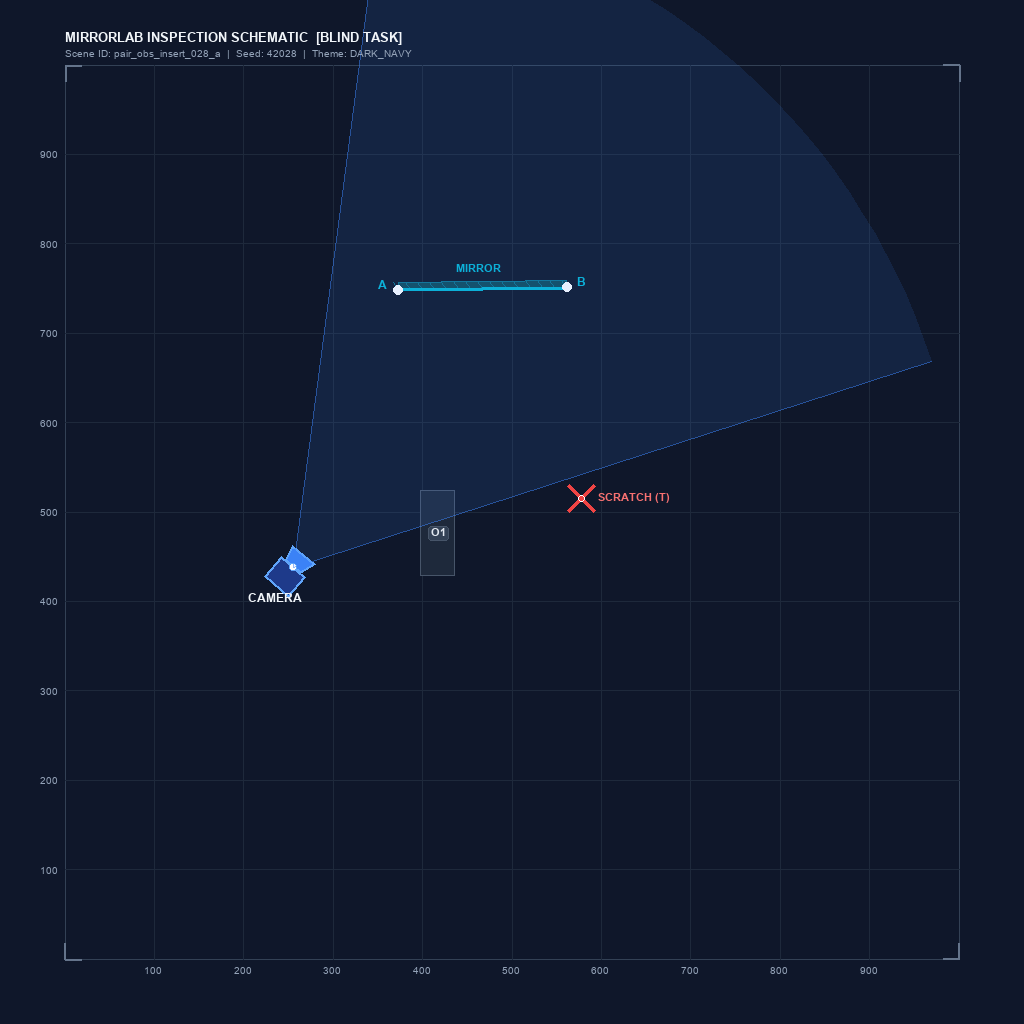 MIRRORLAB INSPECTION SCHEMATIC [BLIND TASK]
Scene ID: pair_obs_insert_028_a | Seed: 42028 | Theme: DARK_NAVY
900
800
MIRROR
A
B
700
600
500
SCRATCH (T)
O1
400
CAMERA
300
200
100
100 200 300 400 500 600 700 800 900